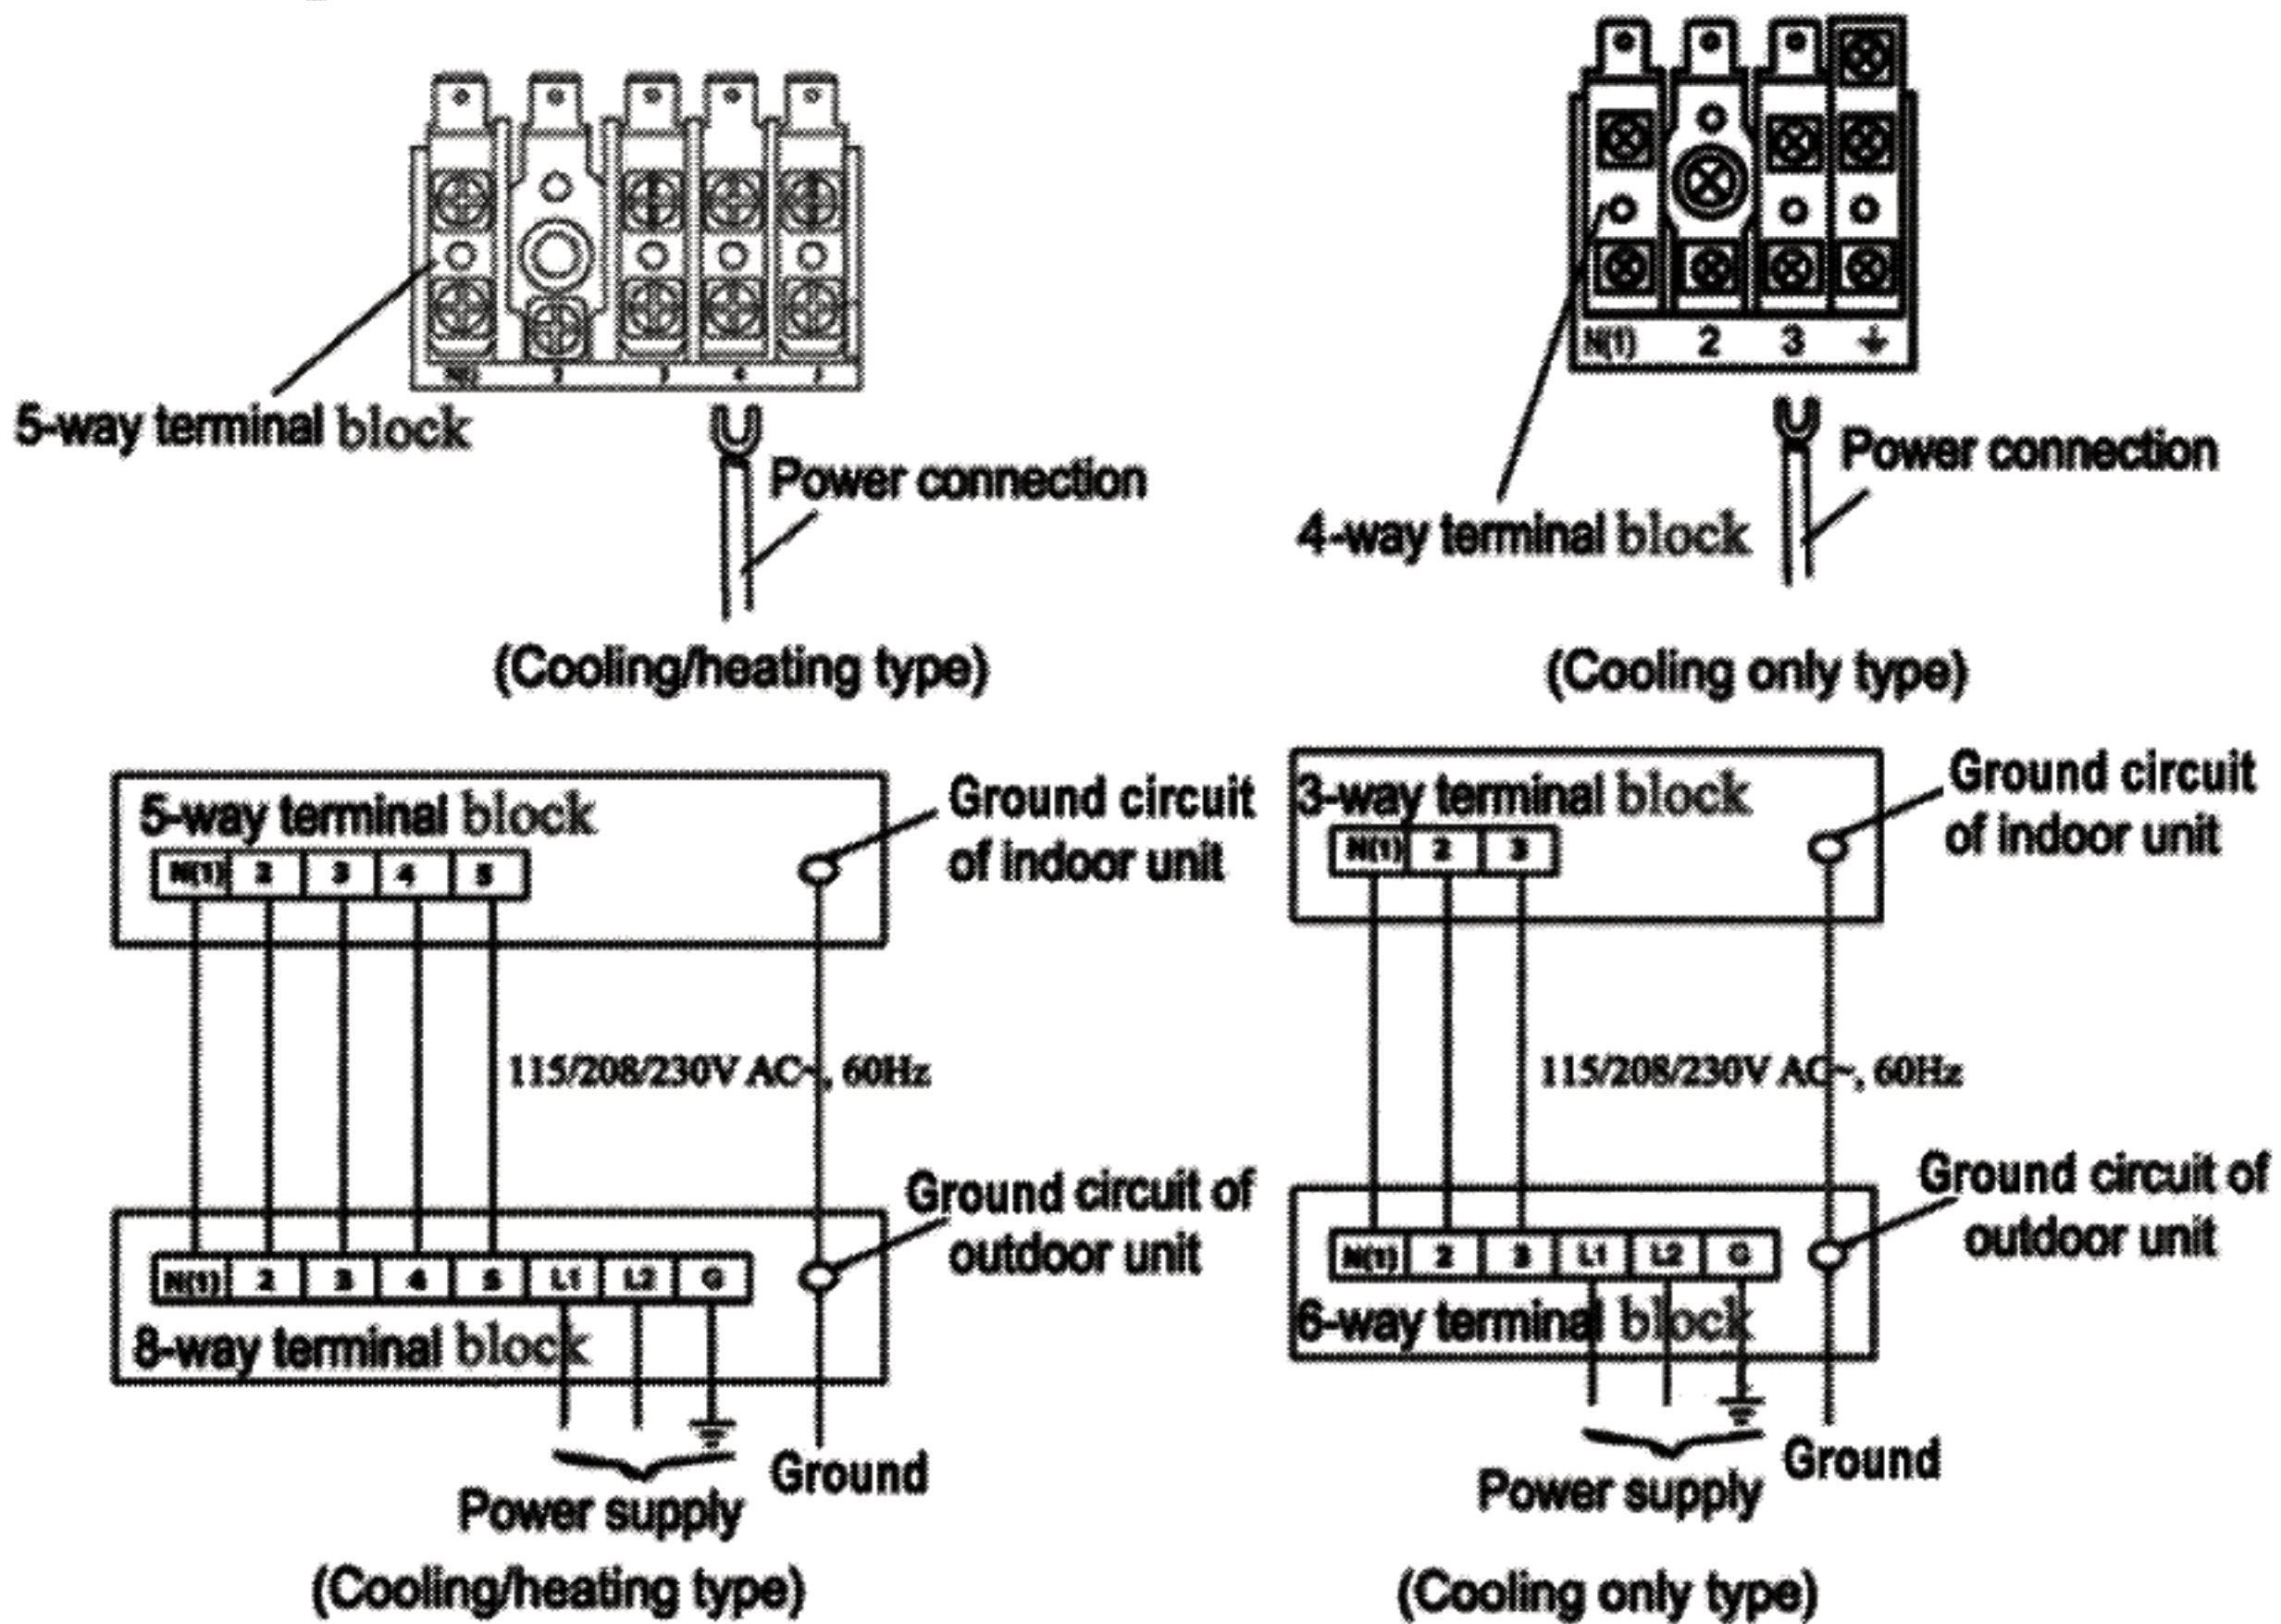 5-way terminal block
Power connection
(Cooling/heating type)
N(1) 2 3 ⏚
4-way terminal block
Power connection
(Cooling only type)
5-way terminal block
N(1) 2 3 4 5
Ground circuit
of indoor unit
115/208/230V AC~, 60Hz
Ground circuit of
outdoor unit
N(1) 2 3 4 5 L1 L2 G
8-way terminal block
Power supply
Ground
(Cooling/heating type)
3-way terminal block
N(1) 2 3
Ground circuit
of indoor unit
115/208/230V AC~, 60Hz
Ground circuit of
outdoor unit
N(1) 2 3 L1 L2 G
6-way terminal block
Power supply
Ground
(Cooling only type)